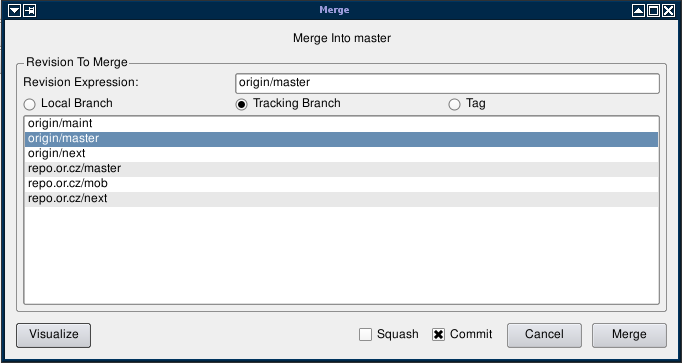 Merge
Merge Into master
Revision To Merge
Revision Expression: origin/master
Local Branch Tracking Branch Tag
origin/maint
origin/master
origin/next
repo.or.cz/master
repo.or.cz/mob
repo.or.cz/next
Visualize Squash Commit Cancel Merge